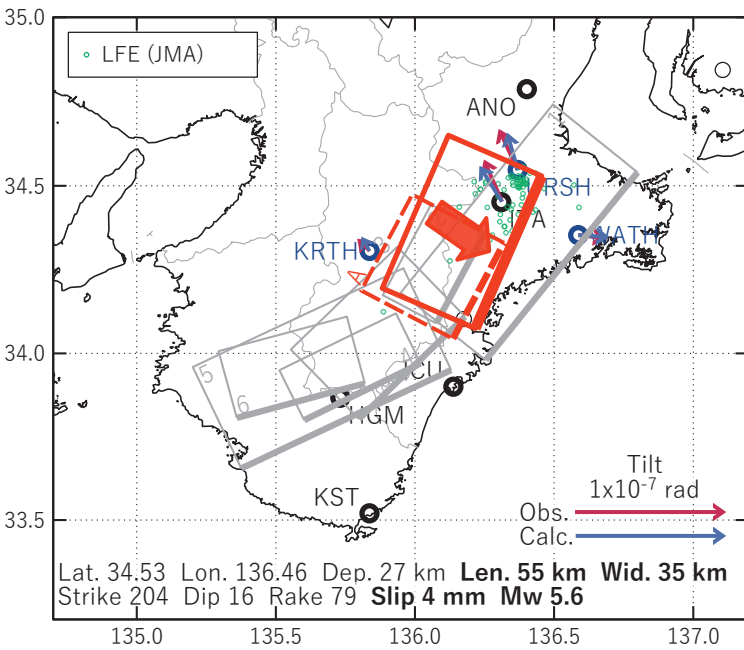 35.0
LFE (JMA)
ANO
34.5
RSH
ITA
KRTH
WATH
A
34.0
ICU
5
4
6
HGM
Tilt
1x10-7 rad
KST
Obs.
33.5
Calc.
Lat. 34.53 Lon. 136.46 Dep. 27 km Len. 55 km Wid. 35 km
Strike 204 Dip 16 Rake 79 Slip 4 mm Mw 5.6
135.0 135.5 136.0 136.5 137.0